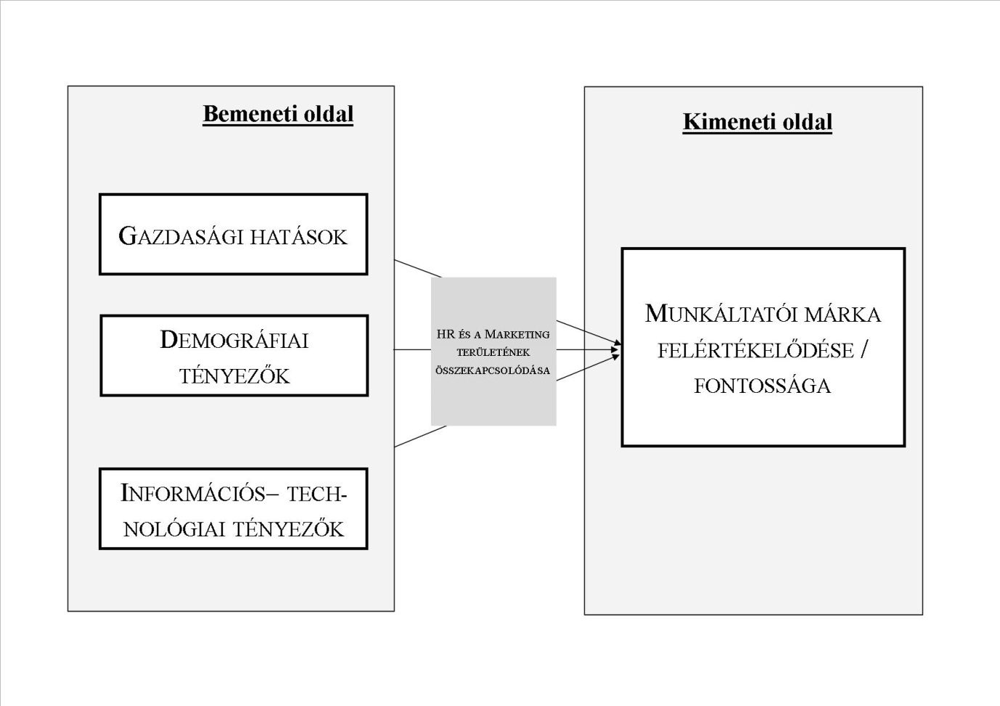 Bemeneti oldal
GAZDASÁGI HATÁSOK
DEMOGRÁFIAI
TÉNYEZŐK
INFORMÁCIÓS– TECH-
NOLÓGIAI TÉNYEZŐK
HR ÉS A MARKETING
TERÜLETÉNEK
ÖSSZEKAPCSOLÓDÁSA
Kimeneti oldal
MUNKÁLTATÓI MÁRKA
FELÉRTÉKELŐDÉSE /
FONTOSSÁGA